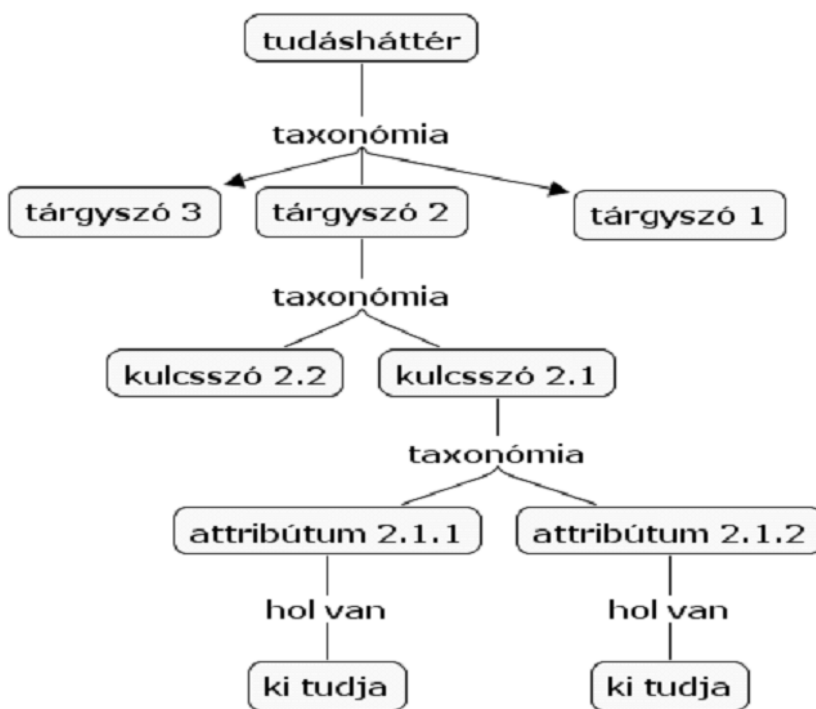 tudásháttér
taxonómia
tárgyszó 3
tárgyszó 2
tárgyszó 1
taxonómia
kulcsszó 2.2
kulcsszó 2.1
taxonómia
attribútum 2.1.1
attribútum 2.1.2
hol van
hol van
ki tudja
ki tudja